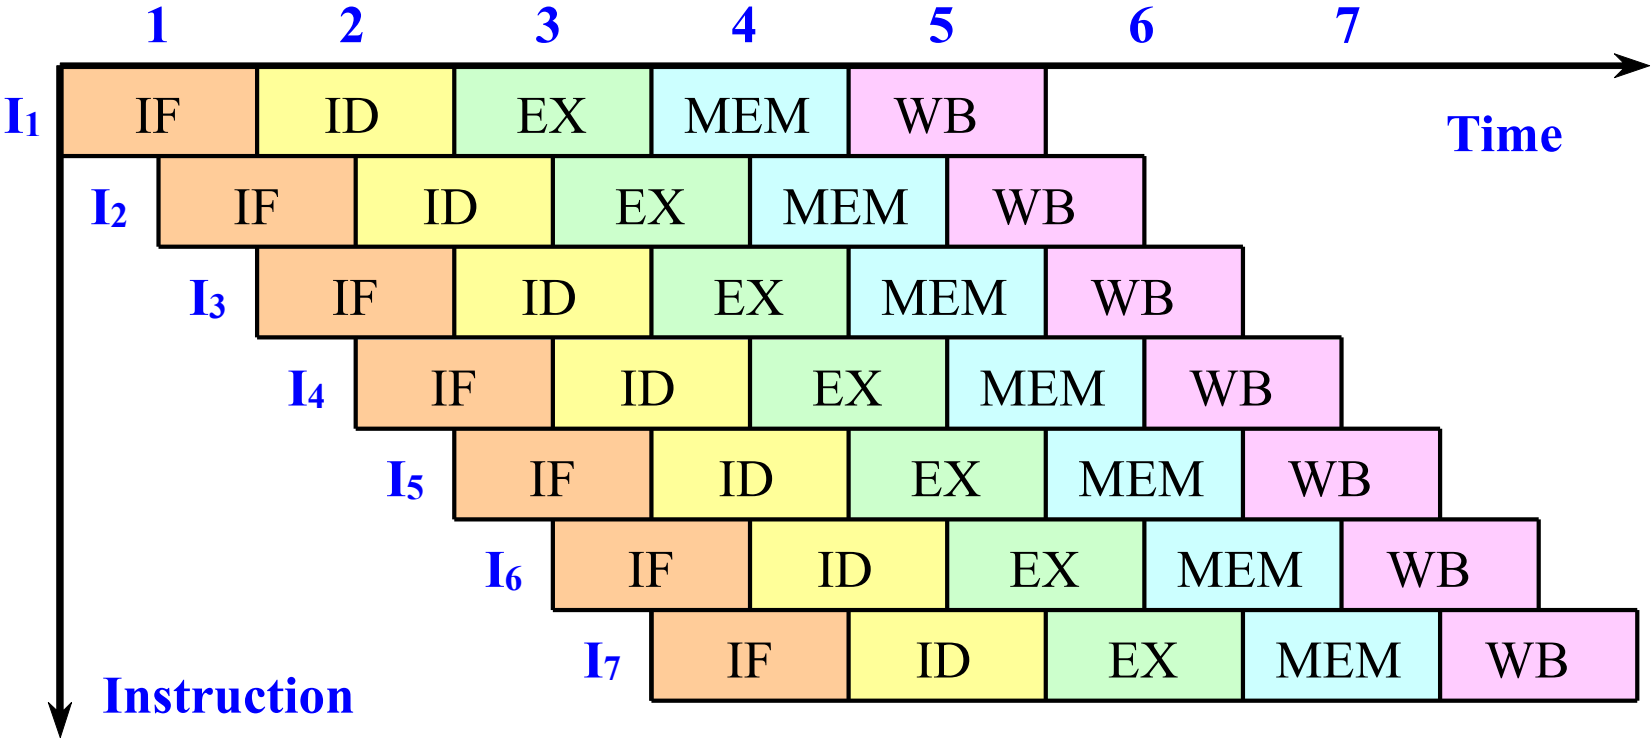 1 2 3 4 5 6 7
I1 IF ID EX MEM WB
Time
I2 IF ID EX MEM WB
I3 IF ID EX MEM WB
I4 IF ID EX MEM WB
I5 IF ID EX MEM WB
I6 IF ID EX MEM WB
I7 IF ID EX MEM WB
Instruction